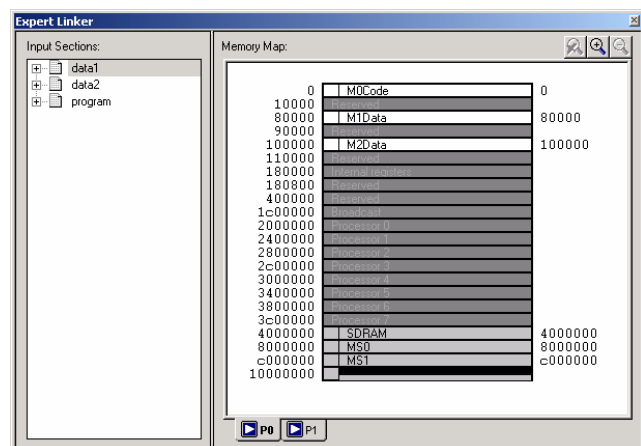 Expert Linker
Input Sections:
data1
data2
program
Memory Map:
0 M0Code 0
10000 Reserved
80000 M1Data 80000
90000 Reserved
100000 M2Data 100000
110000 Reserved
180000 Internal registers
180800 Reserved
400000 Reserved
1c00000 Broadcast
2000000 Processor 0
2400000 Processor 1
2800000 Processor 2
2c00000 Processor 3
3000000 Processor 4
3400000 Processor 5
3800000 Processor 6
3c00000 Processor 7
4000000 SDRAM 4000000
8000000 MS0 8000000
c000000 MS1 c000000
10000000
P0 P1